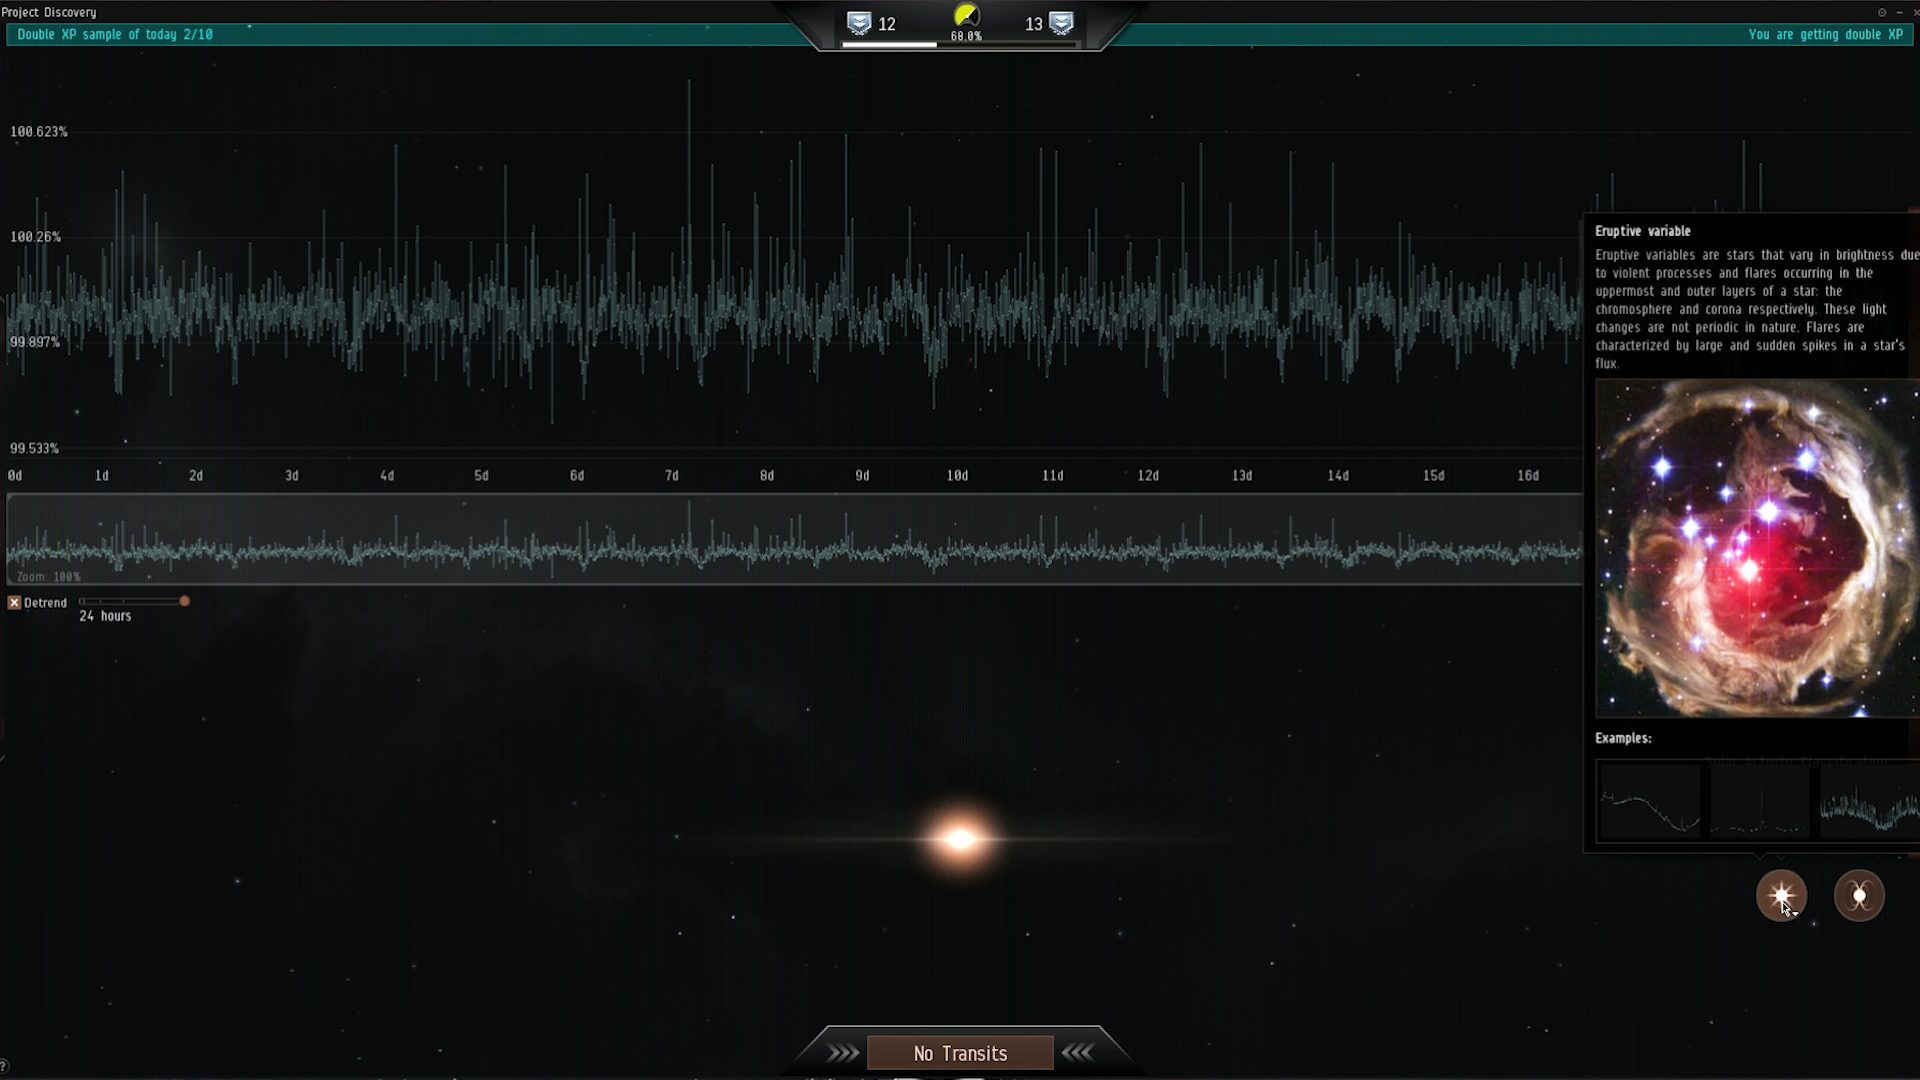 Project Discovery
Double XP sample of today 2/10
12
68.0%
13
You are getting double XP
100.623%
100.26%
99.897%
99.533%
0d 1d 2d 3d 4d 5d 6d 7d 8d 9d 10d 11d 12d 13d 14d 15d 16d
Zoom: 100%
Detrend
24 hours
Eruptive variable
Eruptive variables are stars that vary in brightness due
to violent processes and flares occurring in the
uppermost and outer layers of a star: the
chromosphere and corona respectively. These light
changes are not periodic in nature. Flares are
characterized by large and sudden spikes in a star's
flux.
Examples:
No Transits
?